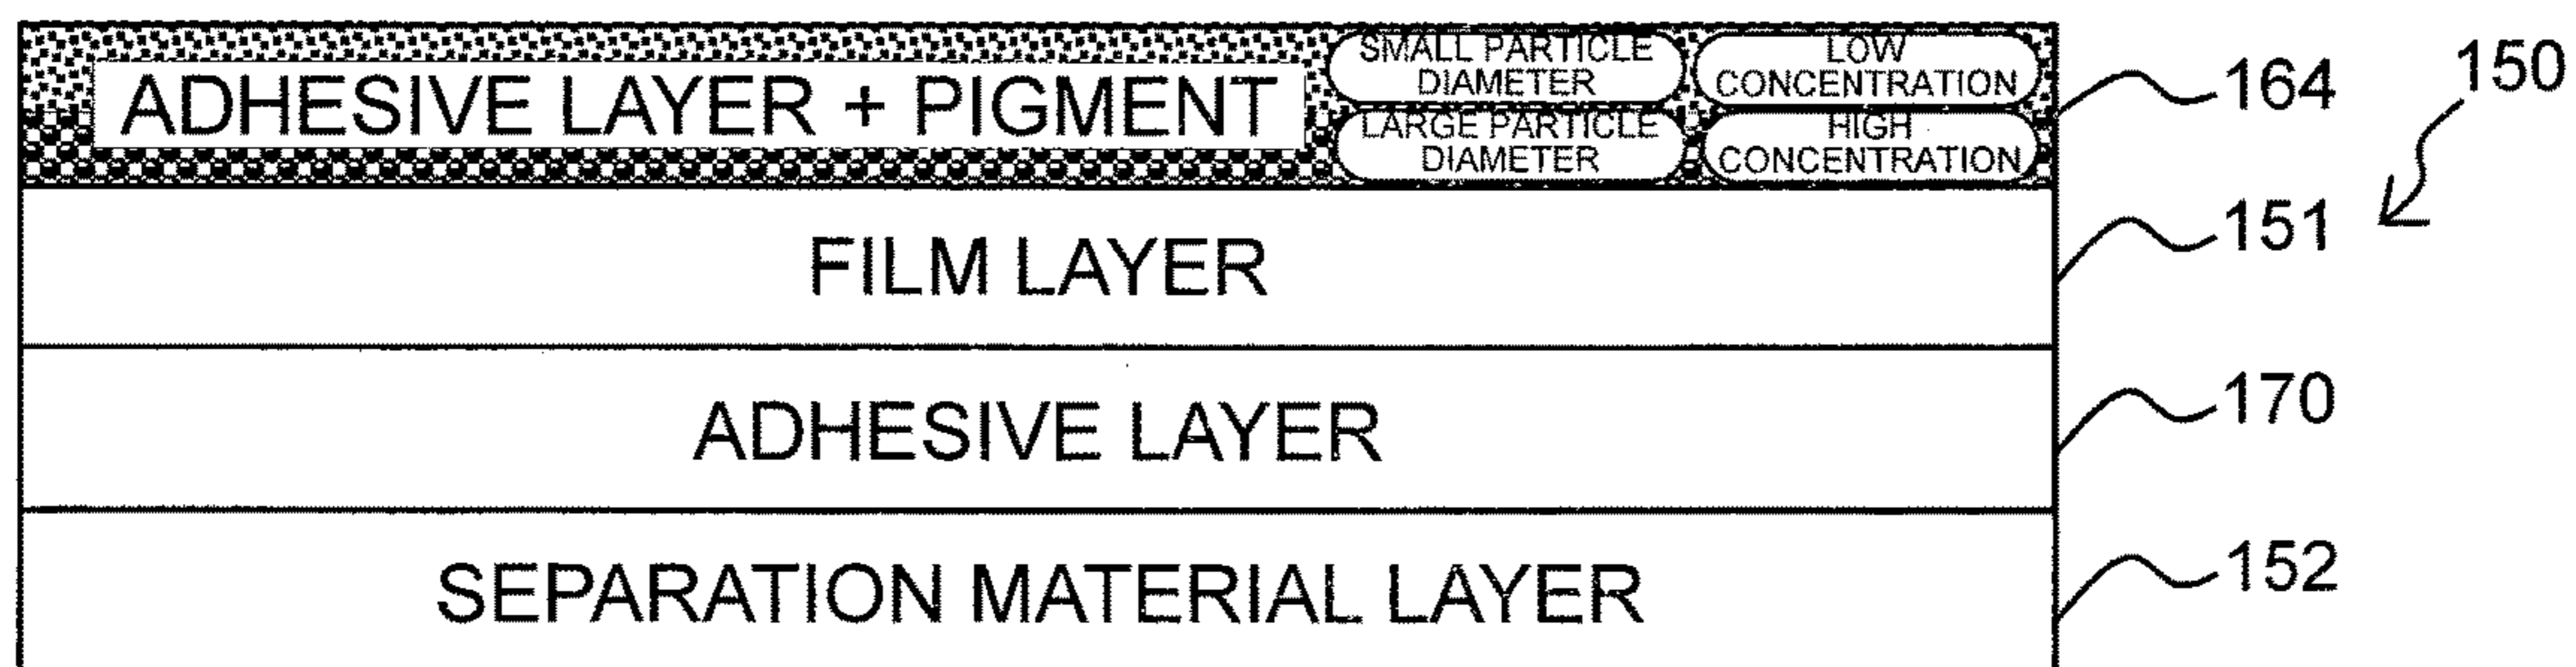 ADHESIVE LAYER + PIGMENT
SMALL PARTICLE
DIAMETER
LOW
CONCENTRATION
LARGE PARTICLE
DIAMETER
HIGH
CONCENTRATION
164
150
FILM LAYER
151
ADHESIVE LAYER
170
SEPARATION MATERIAL LAYER
152